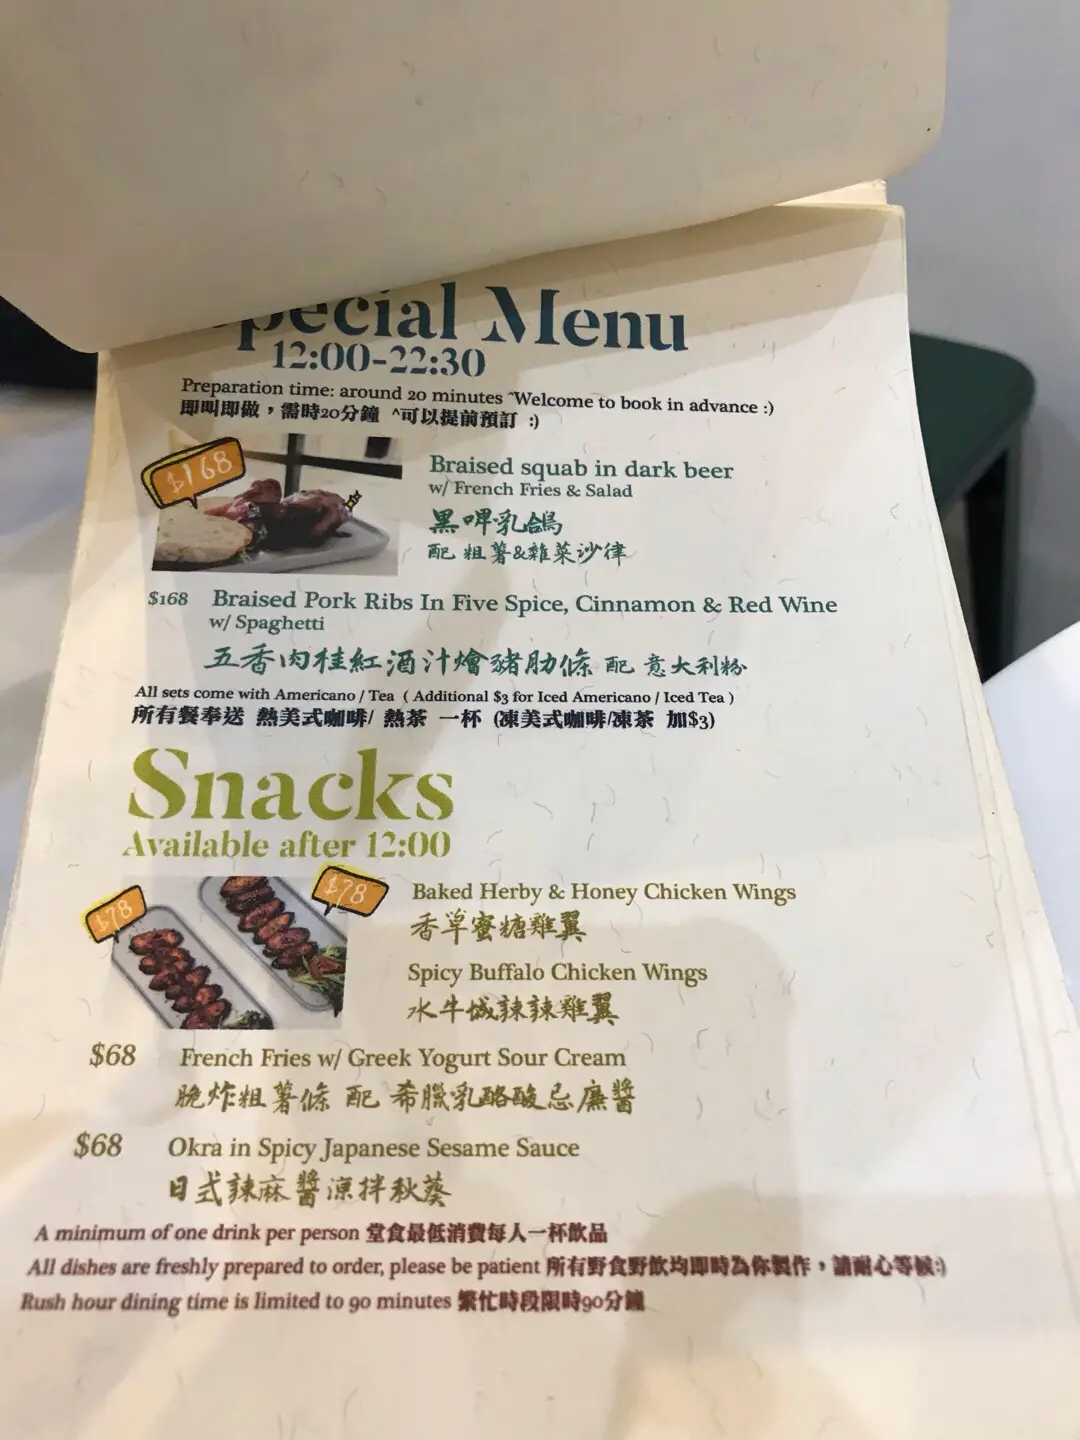 Special Menu
12:00-22:30
Preparation time: around 20 minutes ~Welcome to book in advance :)
即叫即做，需時20分鐘 ^可以提前預訂 :)
$168
Braised squab in dark beer
w/ French Fries & Salad
黑啤乳鴿
配 粗薯&雜菜沙律
$168 Braised Pork Ribs In Five Spice, Cinnamon & Red Wine
w/ Spaghetti
五香肉桂紅酒汁燴豬肋條 配 意大利粉
All sets come with Americano / Tea ( Additional $3 for Iced Americano / Iced Tea )
所有餐奉送 熱美式咖啡/ 熱茶 一杯 (凍美式咖啡/凍茶 加$3)
Snacks
Available after 12:00
$78
$78
Baked Herby & Honey Chicken Wings
香草蜜糖雞翼
Spicy Buffalo Chicken Wings
水牛城辣辣雞翼
$68 French Fries w/ Greek Yogurt Sour Cream
脆炸粗薯條 配 希臘乳酪酸忌廉醬
$68 Okra in Spicy Japanese Sesame Sauce
日式辣麻醬涼拌秋葵
A minimum of one drink per person 堂食最低消費每人一杯飲品
All dishes are freshly prepared to order, please be patient 所有野食野飲均即時為你製作，請耐心等候:)
Rush hour dining time is limited to 90 minutes 繁忙時段限時90分鐘